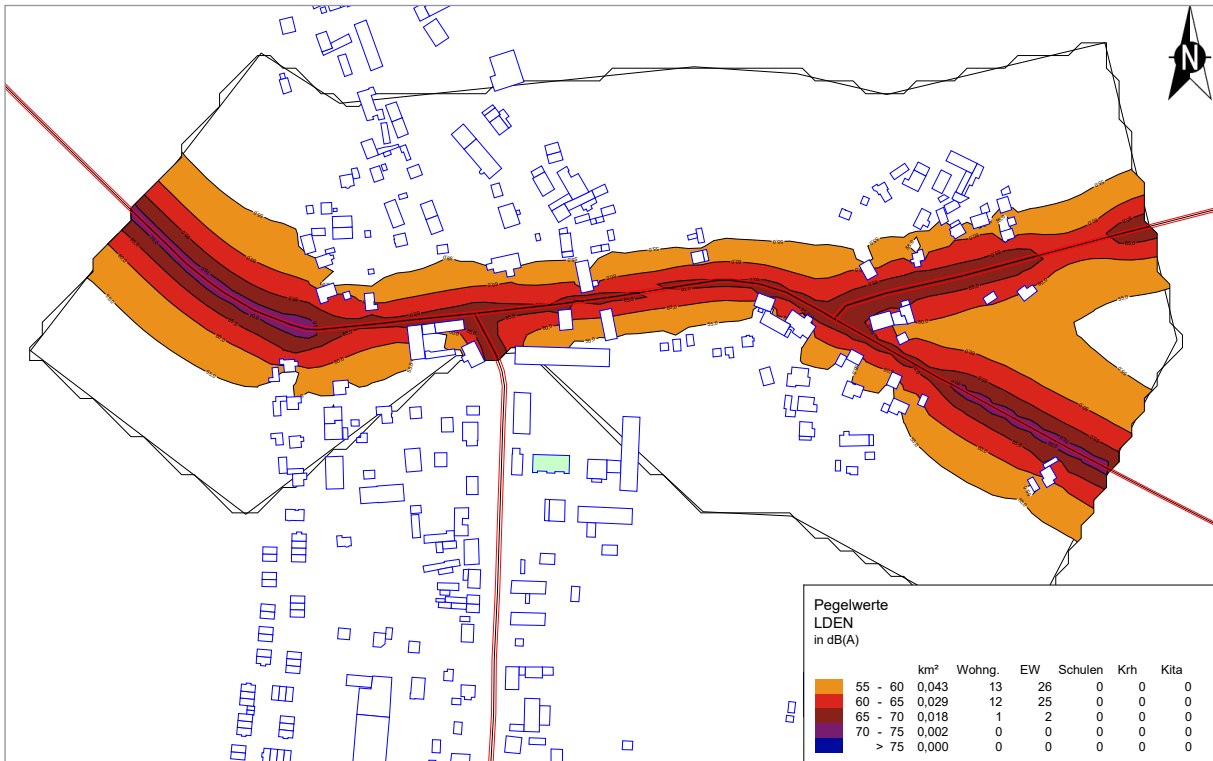 N
Pegelwerte
LDEN
in dB(A)
km² Wohng. EW Schulen Krh Kita
55 - 60 0,043 13 26 0 0 0
60 - 65 0,029 12 25 0 0 0
65 - 70 0,018 1 2 0 0 0
70 - 75 0,002 0 0 0 0 0
> 75 0,000 0 0 0 0 0